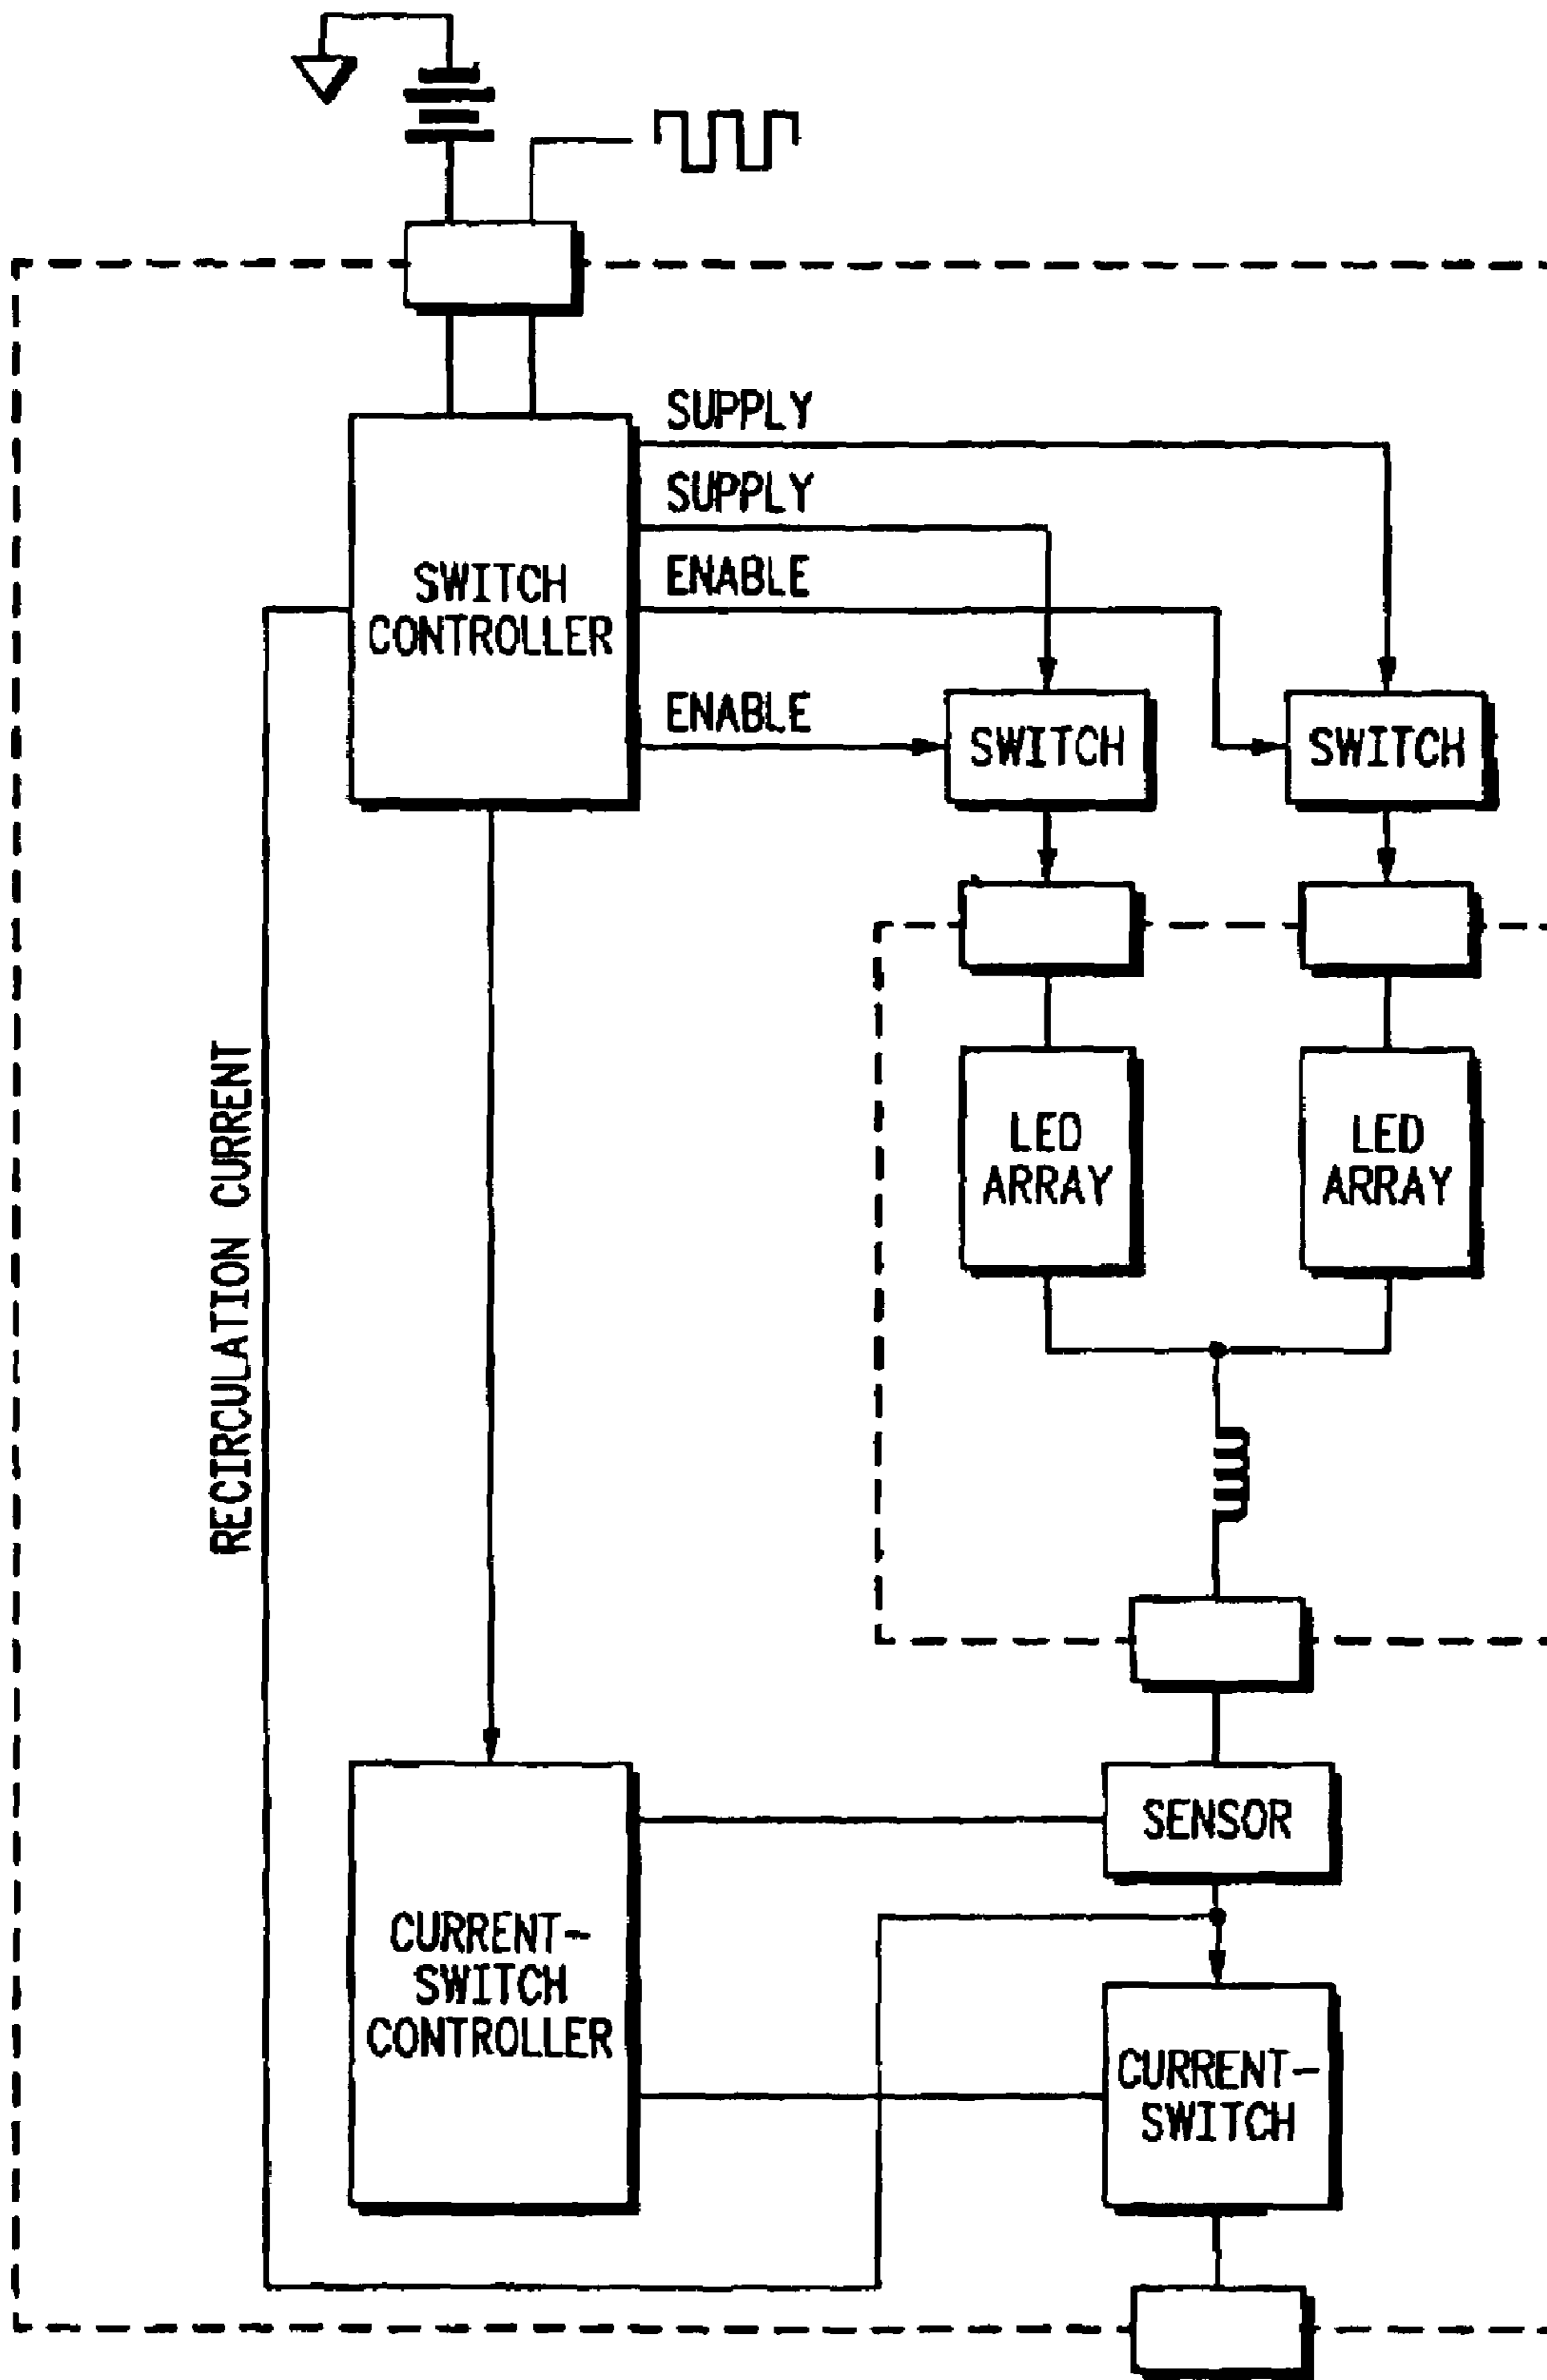 SUPPLY
SUPPLY
ENABLE
SWITCH
CONTROLLER
ENABLE
SWITCH
SWITCH
LED
ARRAY
LED
ARRAY
RECIRCULATION CURRENT
SENSOR
CURRENT-
SWITCH
CONTROLLER
CURRENT-
SWITCH